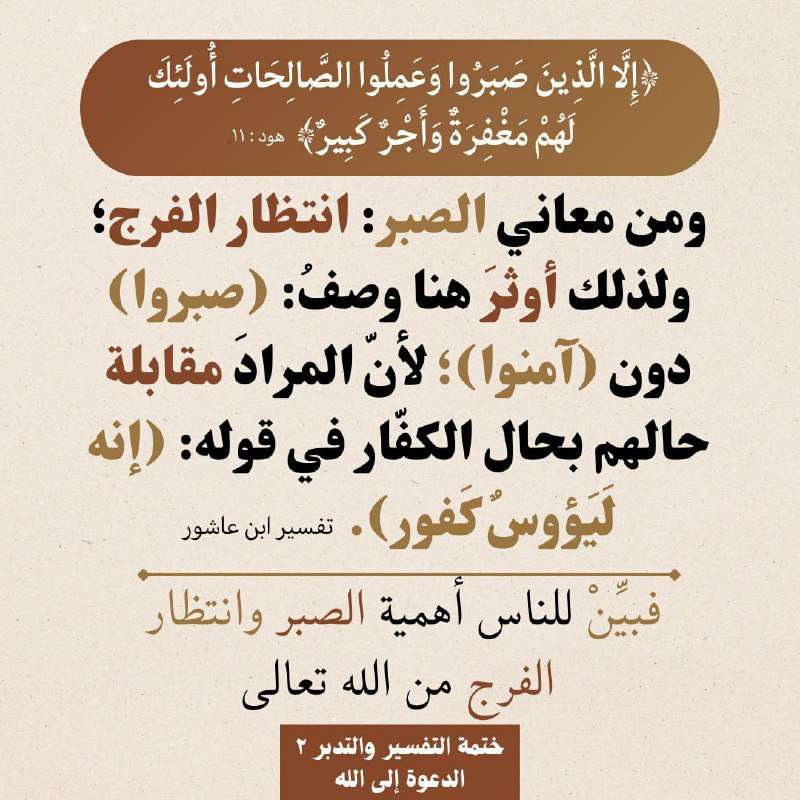 ﴿إِلَّا الَّذِينَ صَبَرُوا وَعَمِلُوا الصَّالِحَاتِ أُولَئِكَ
لَهُمْ مَغْفِرَةٌ وَأَجْرٌ كَبِيرٌ﴾ هود : ١١.
ومن معاني الصبر: انتظار الفرج؛
ولذلك أوثرَ هنا وصفُ: (صبروا)
دون (آمنوا)؛ لأنّ المرادَ مقابلة
حالهم بحال الكفّار في قوله: (إنه
لَيَؤوسٌ كَفور). تفسير ابن عاشور
فبيِّنْ للناس أهمية الصبر وانتظار
الفرج من الله تعالى
ختمة التفسير والتدبر ٢
الدعوة إلى الله